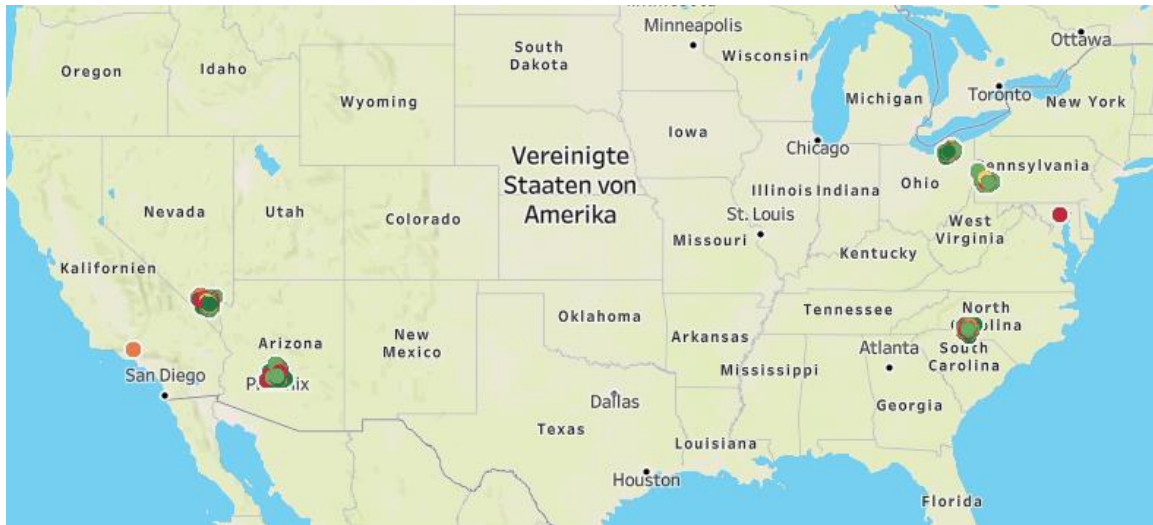 Minneapolis
Ottawa
South
Dakota
Wisconsin
Oregon
Idaho
Michigan
Toronto
New York
Wyoming
Iowa
Chicago
Vereinigte
Staaten von
Amerika
ennsylvania
Ohio
Illinois
Indiana
Nevada
Utah
Colorado
St. Louis
West
Virginia
Missouri
Kentucky
Kalifornien
Tennessee
North
Oklahoma
Arkansas
Arizona
New
Mexico
Atlanta
South
Carolina
San Diego
Mississippi
Dallas
Georgia
Texas
Louisiana
Houston
Florida